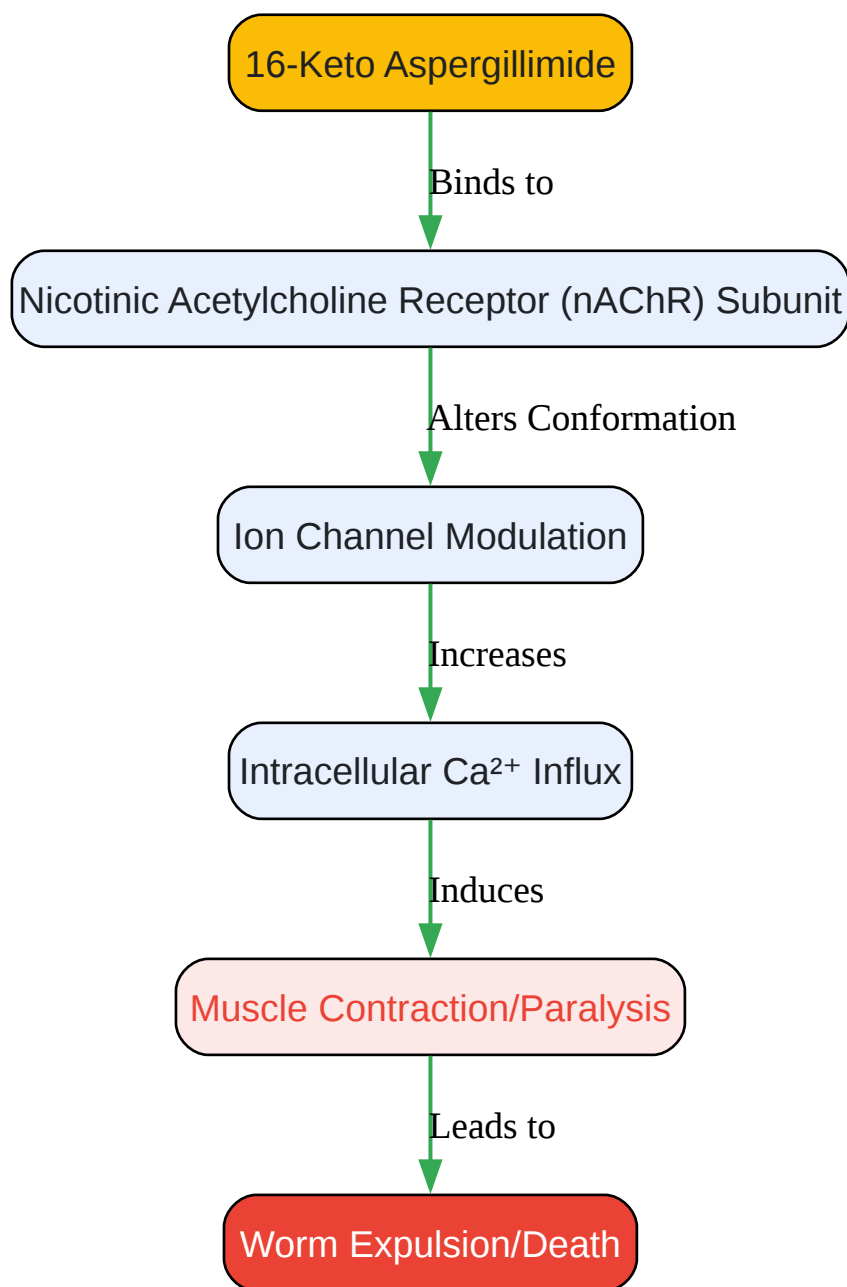 16-Keto Aspergillimide
Binds to
Nicotinic Acetylcholine Receptor (nAChR) Subunit
Alters Conformation
Ion Channel Modulation
Increases
Intracellular Ca²⁺ Influx
Induces
Muscle Contraction/Paralysis
Leads to
Worm Expulsion/Death